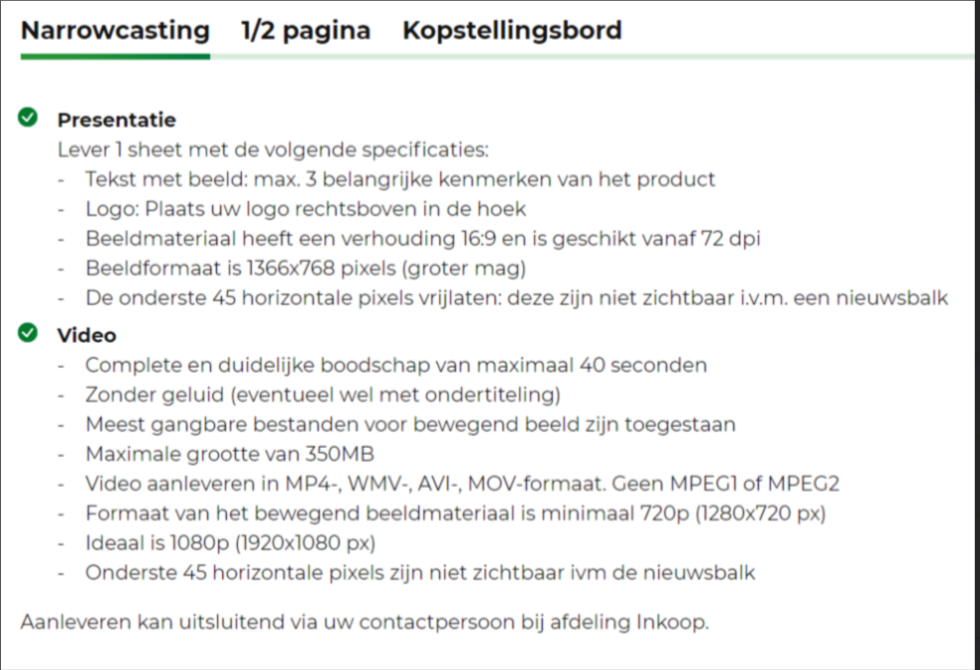 Narrowcasting 1/2 pagina Kopstellingsbord
Presentatie
Lever 1 sheet met de volgende specificaties:
- Tekst met beeld: max. 3 belangrijke kenmerken van het product
- Logo: Plaats uw logo rechtsboven in de hoek
- Beeldmateriaal heeft een verhouding 16:9 en is geschikt vanaf 72 dpi
- Beeldformaat is 1366x768 pixels (groter mag)
- De onderste 45 horizontale pixels vrijlaten: deze zijn niet zichtbaar i.v.m. een nieuwsbalk
Video
- Complete en duidelijke boodschap van maximaal 40 seconden
- Zonder geluid (eventueel wel met ondertiteling)
- Meest gangbare bestanden voor bewegend beeld zijn toegestaan
- Maximale grootte van 350MB
- Video aanleveren in MP4-, WMV-, AVI-, MOV-formaat. Geen MPEG1 of MPEG2
- Formaat van het bewegend beeldmateriaal is minimaal 720p (1280x720 px)
- Ideaal is 1080p (1920x1080 px)
- Onderste 45 horizontale pixels zijn niet zichtbaar ivm de nieuwsbalk
Aanleveren kan uitsluitend via uw contactpersoon bij afdeling Inkoop.